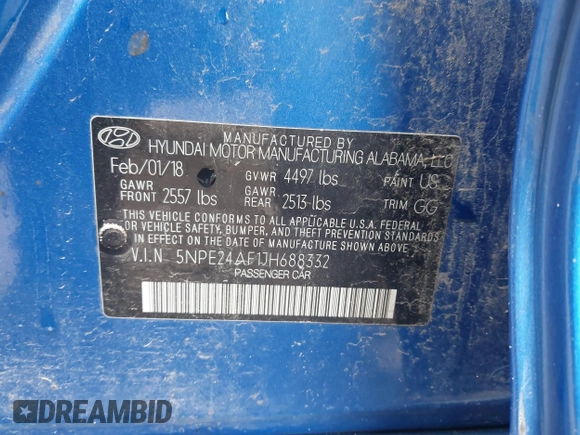 MANUFACTURED BY
HYUNDAI MOTOR MANUFACTURING ALABAMA, LLC
Feb/01/18 GVWR 4497 lbs PAINT US
GAWR FRONT 2557 lbs GAWR REAR 2513 lbs TRIM GG
THIS VEHICLE CONFORMS TO ALL APPLICABLE U.S.A. FEDERAL
MOTOR VEHICLE SAFETY, BUMPER, AND THEFT PREVENTION STANDARDS
IN EFFECT ON THE DATE OF MANUFACTURE SHOWN ABOVE.
V.I.N 5NPE24AF1JH688332
PASSENGER CAR
DREAMBID